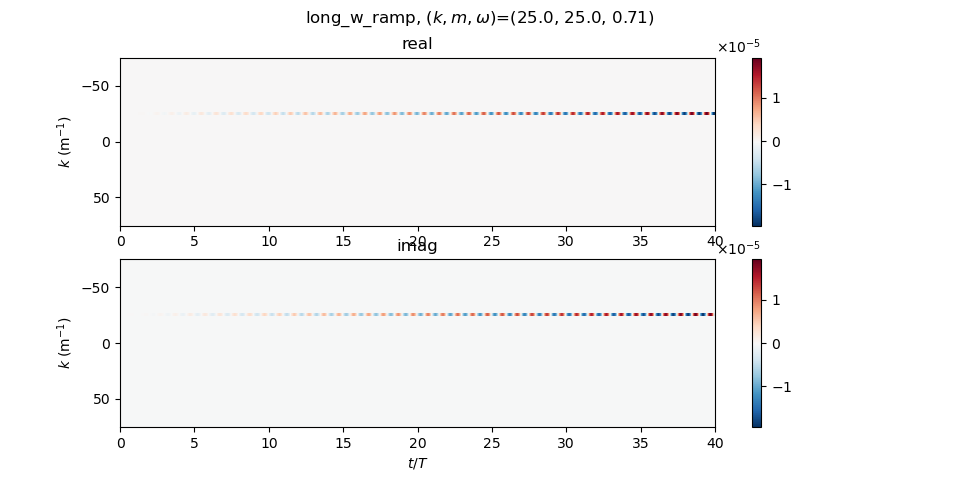 long_w_ramp, (k, m, ω)=(25.0, 25.0, 0.71)
real
×10⁻⁵
−50
0
50
k (m⁻¹)
1
0
−1
0 5 10 15 20 25 30 35 40
imag
×10⁻⁵
−50
0
50
k (m⁻¹)
1
0
−1
0 5 10 15 20 25 30 35 40
t/T